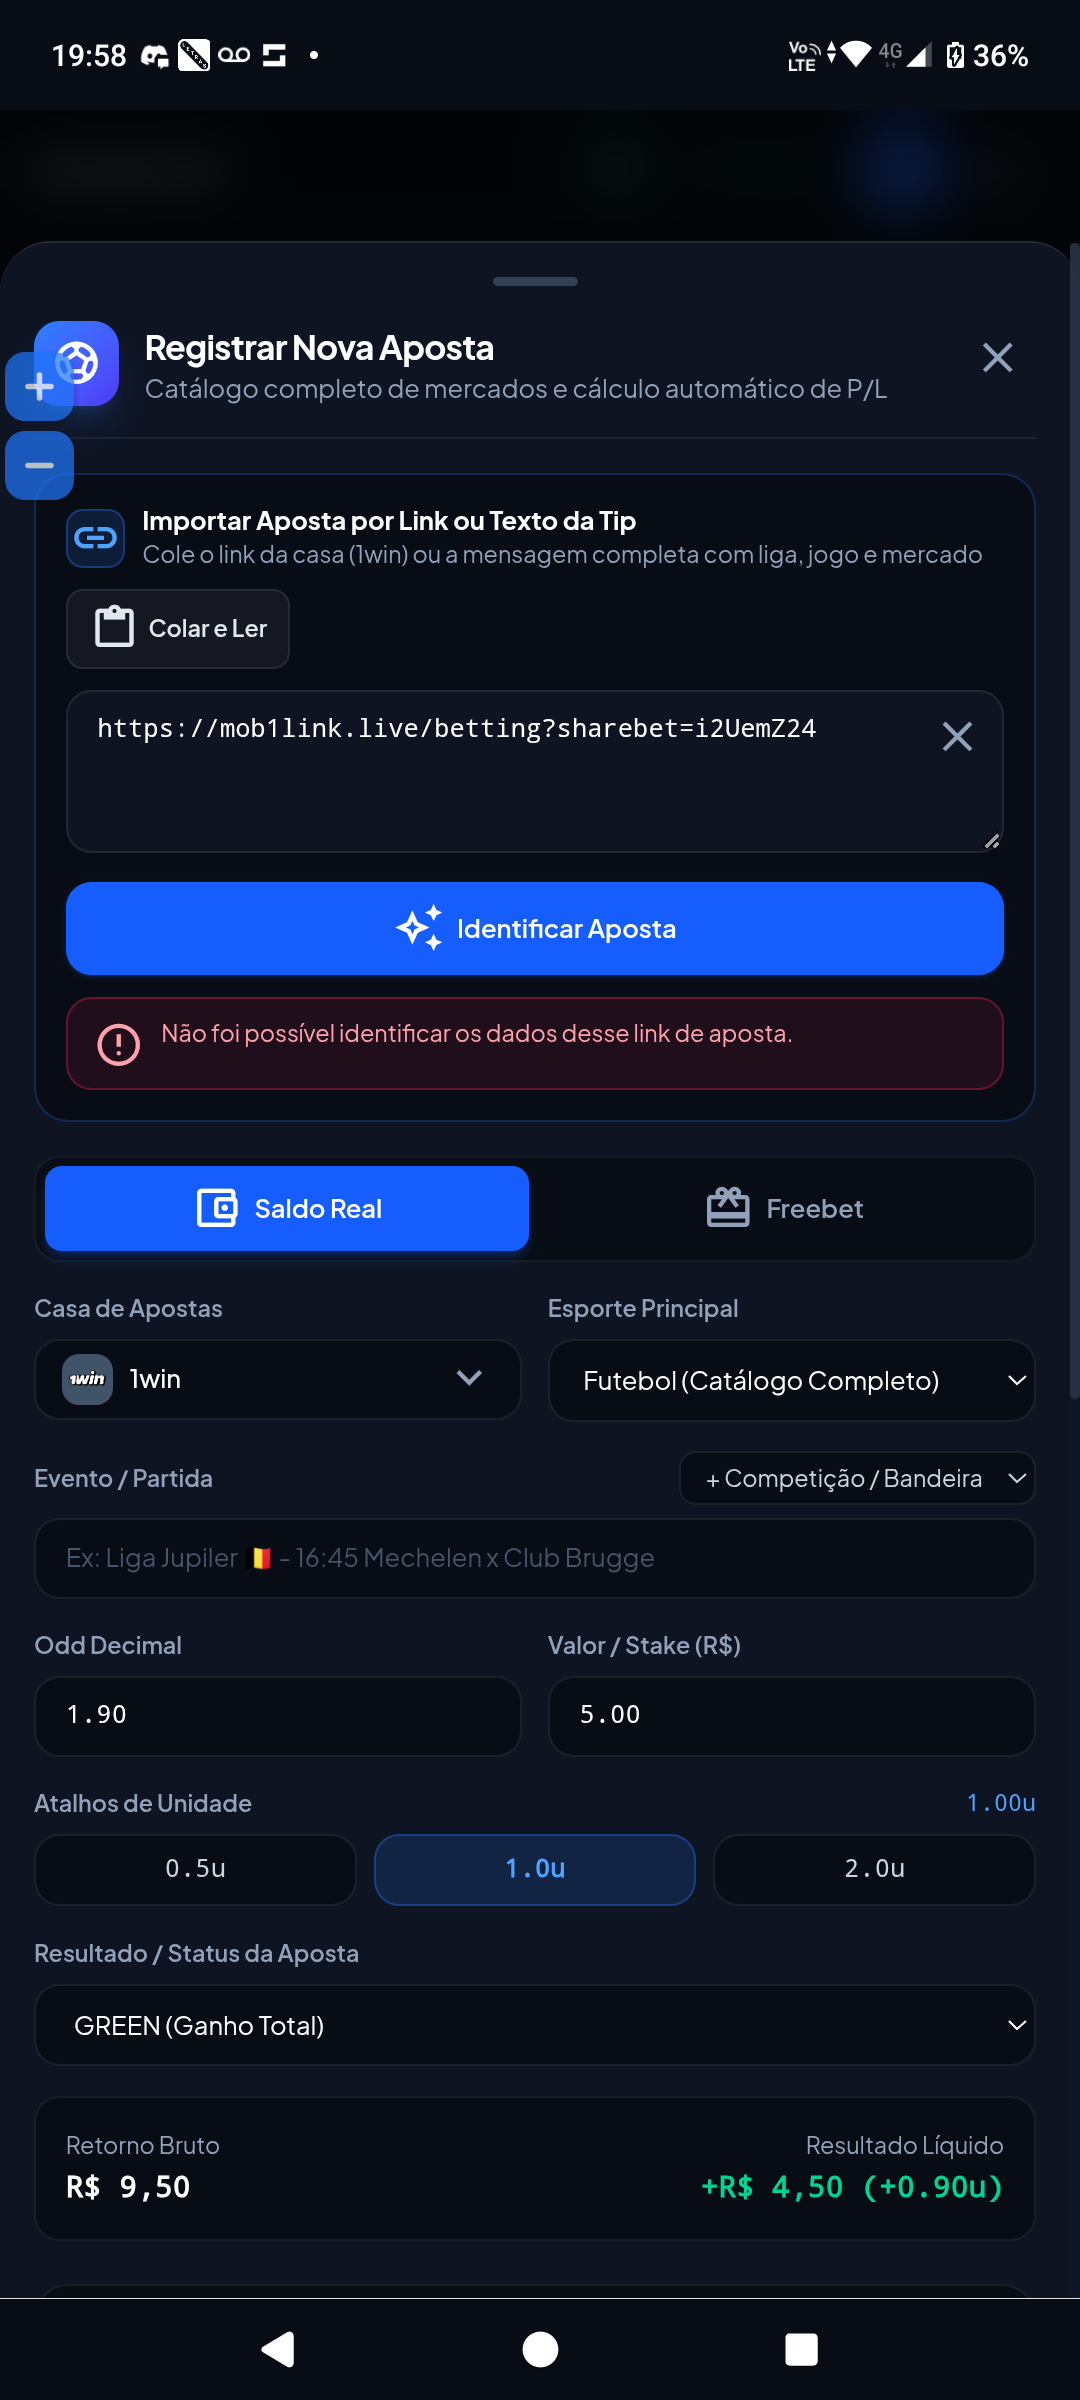 19:58
Vo LTE 4G 36%
Registrar Nova Aposta
Catálogo completo de mercados e cálculo automático de P/L
+
−
Importar Aposta por Link ou Texto da Tip
Cole o link da casa (1win) ou a mensagem completa com liga, jogo e mercado
Colar e Ler
https://mob1link.live/betting?sharebet=i2UemZ24
Identificar Aposta
Não foi possível identificar os dados desse link de aposta.
Saldo Real
Freebet
Casa de Apostas
Esporte Principal
1win 1win
Futebol (Catálogo Completo)
Evento / Partida
+ Competição / Bandeira
Ex: Liga Jupiler 🇧🇪 - 16:45 Mechelen x Club Brugge
Odd Decimal
Valor / Stake (R$)
1.90
5.00
Atalhos de Unidade
1.00u
0.5u
1.0u
2.0u
Resultado / Status da Aposta
GREEN (Ganho Total)
Retorno Bruto
Resultado Líquido
R$ 9,50
+R$ 4,50 (+0.90u)